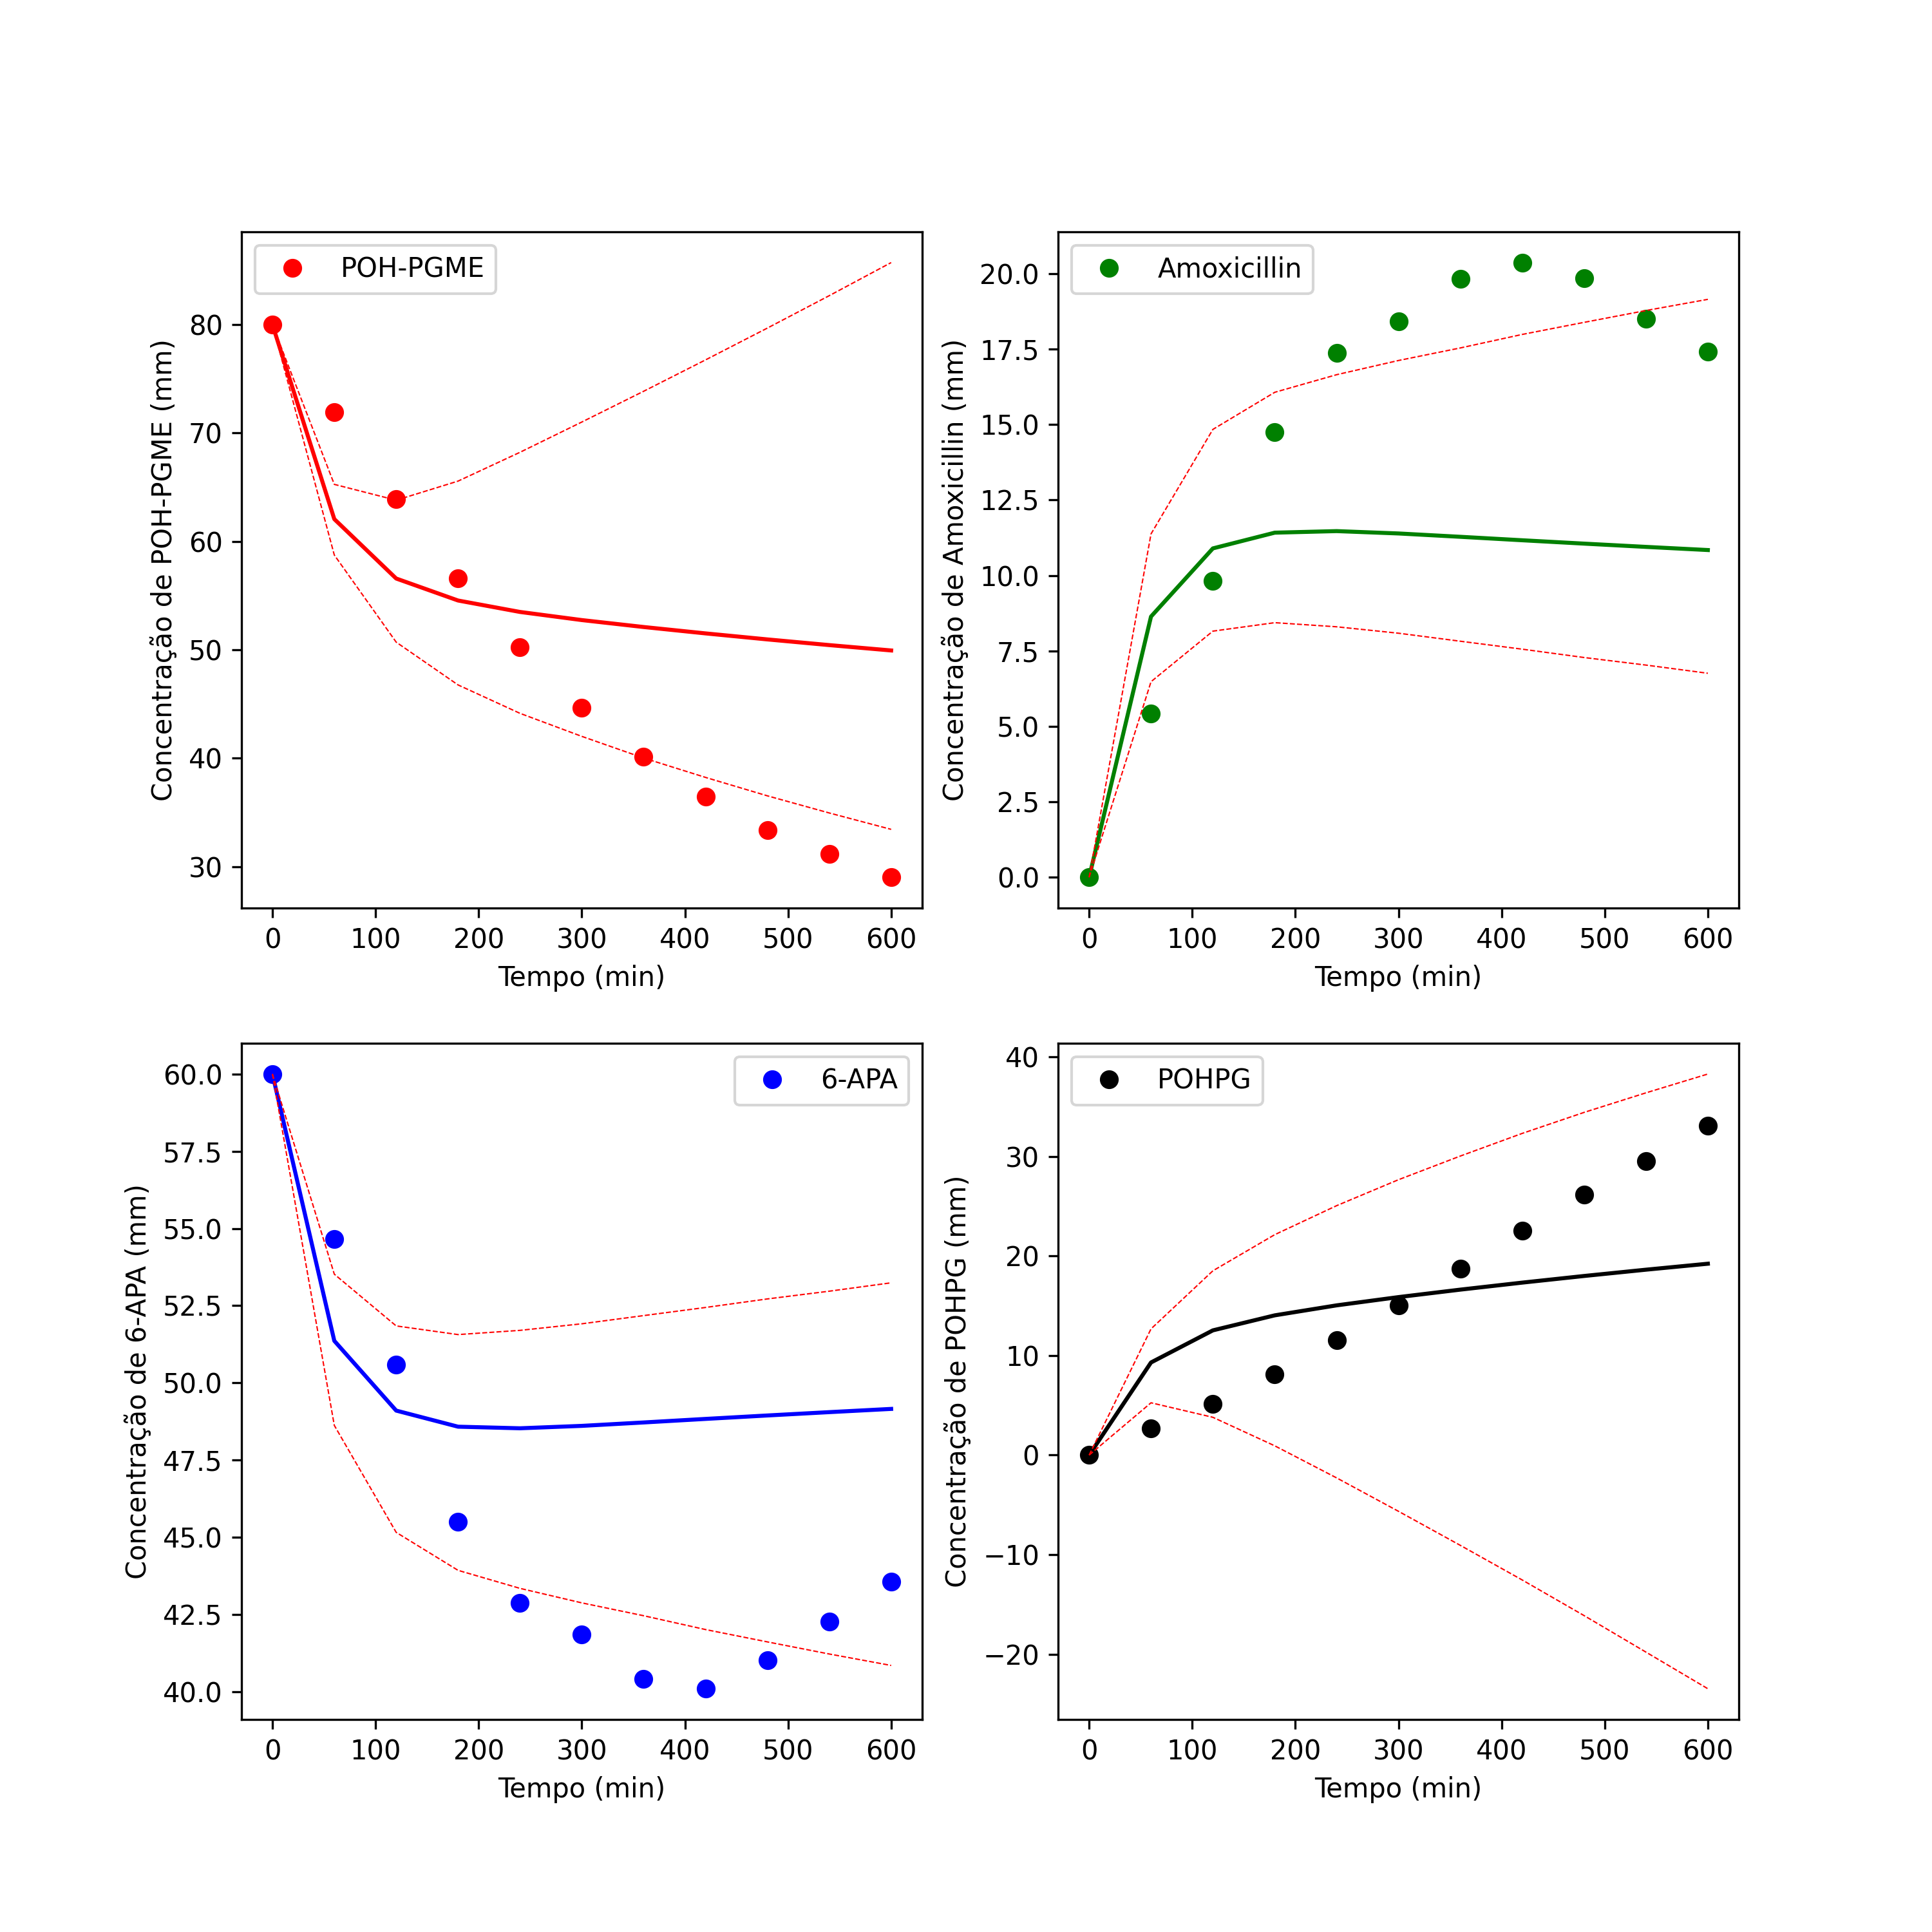 POH-PGME
80
70
60
50
40
30
Concentração de POH-PGME (mm)
0 100 200 300 400 500 600
Tempo (min)
Amoxicillin
20.0
17.5
15.0
12.5
10.0
7.5
5.0
2.5
0.0
Concentração de Amoxicillin (mm)
0 100 200 300 400 500 600
Tempo (min)
6-APA
60.0
57.5
55.0
52.5
50.0
47.5
45.0
42.5
40.0
Concentração de 6-APA (mm)
0 100 200 300 400 500 600
Tempo (min)
POHPG
40
30
20
10
0
−10
−20
Concentração de POHPG (mm)
0 100 200 300 400 500 600
Tempo (min)